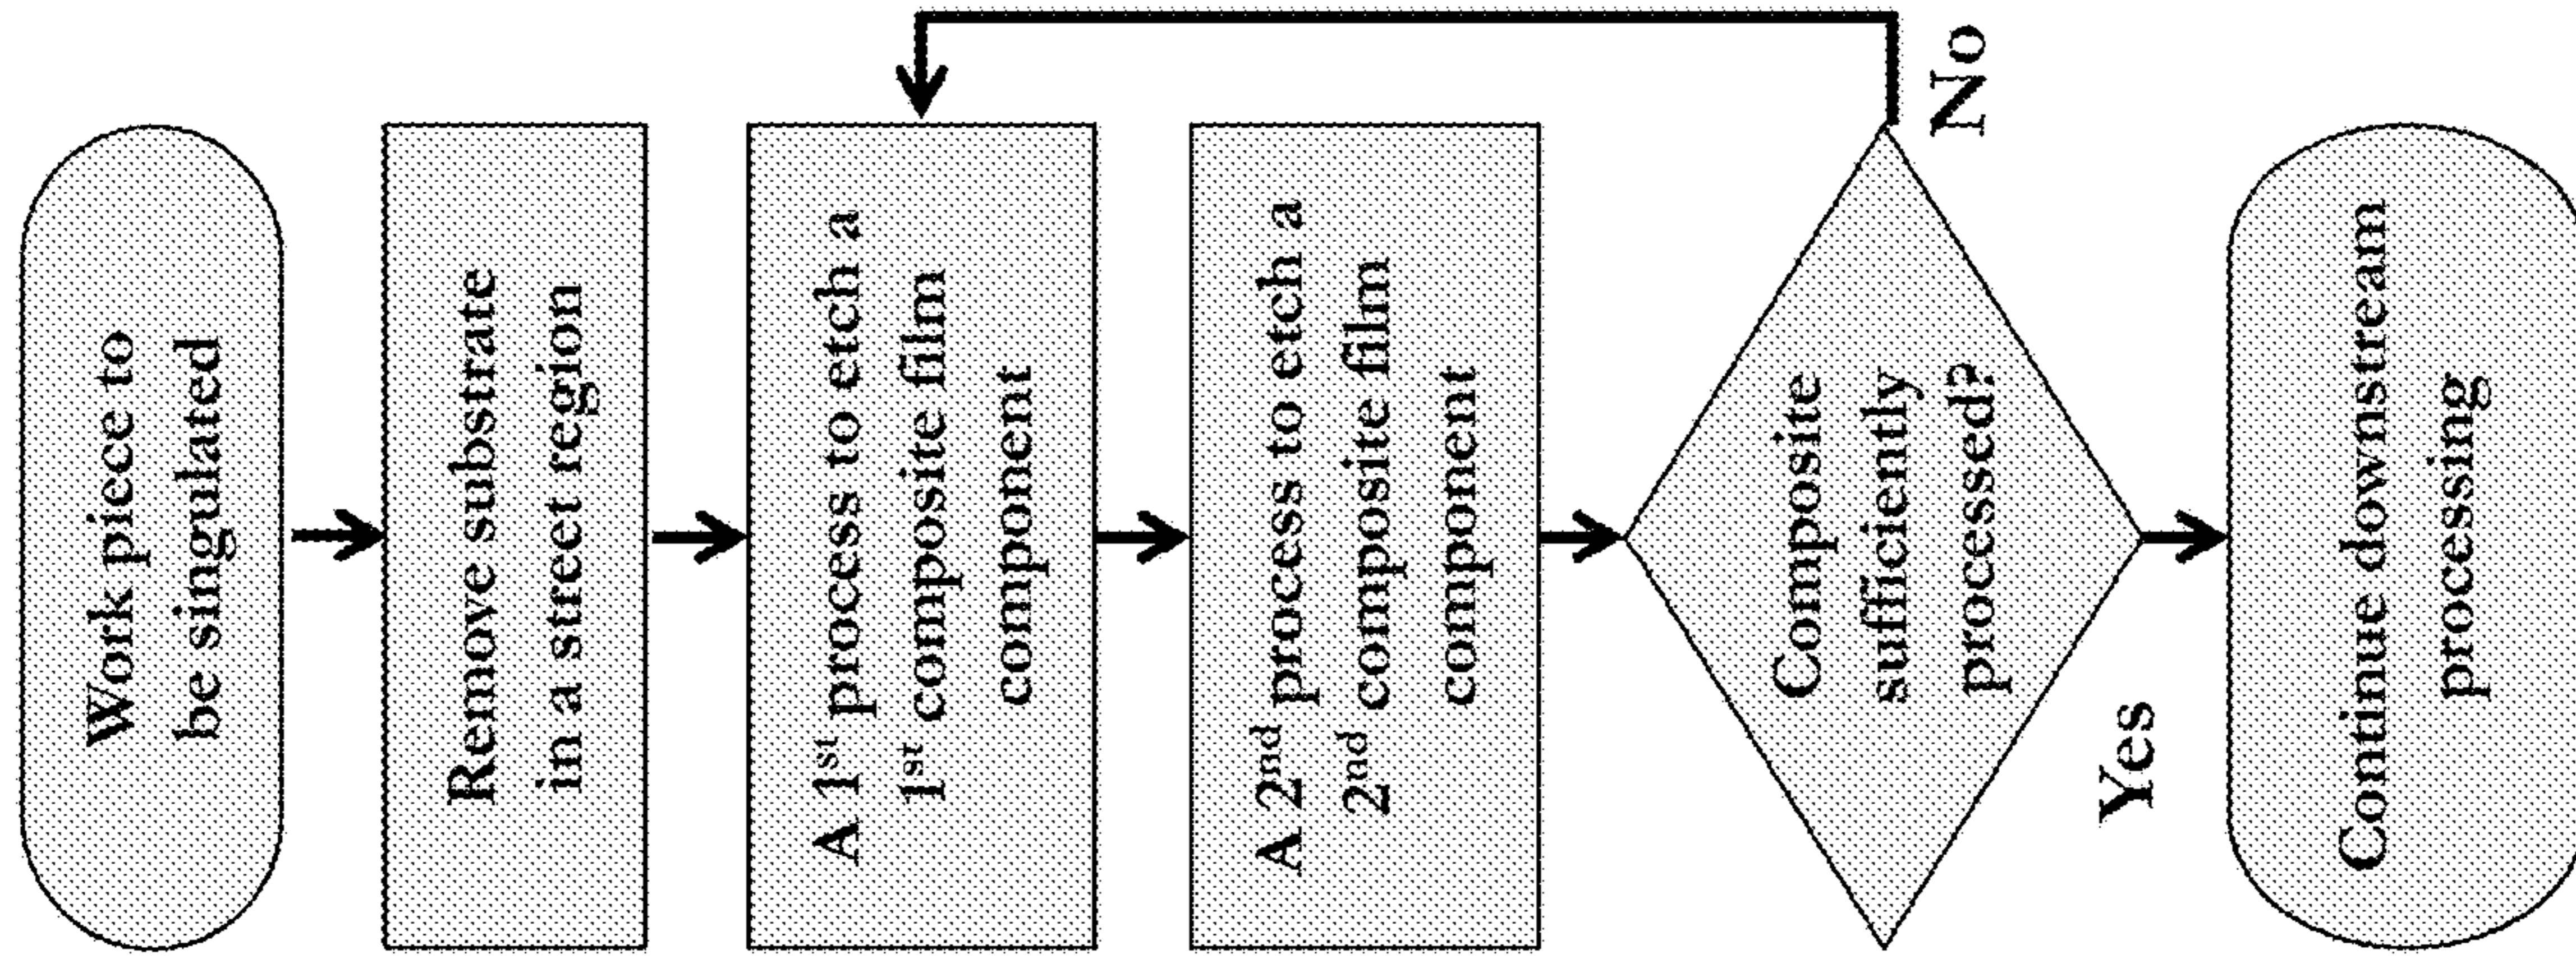 Work piece to
be singulated
Remove substrate
in a street region
A 1st process to etch a
1st composite film
component
A 2nd process to etch a
2nd composite film
component
Composite
sufficiently
processed?
No
Yes
Continue downstream
processing